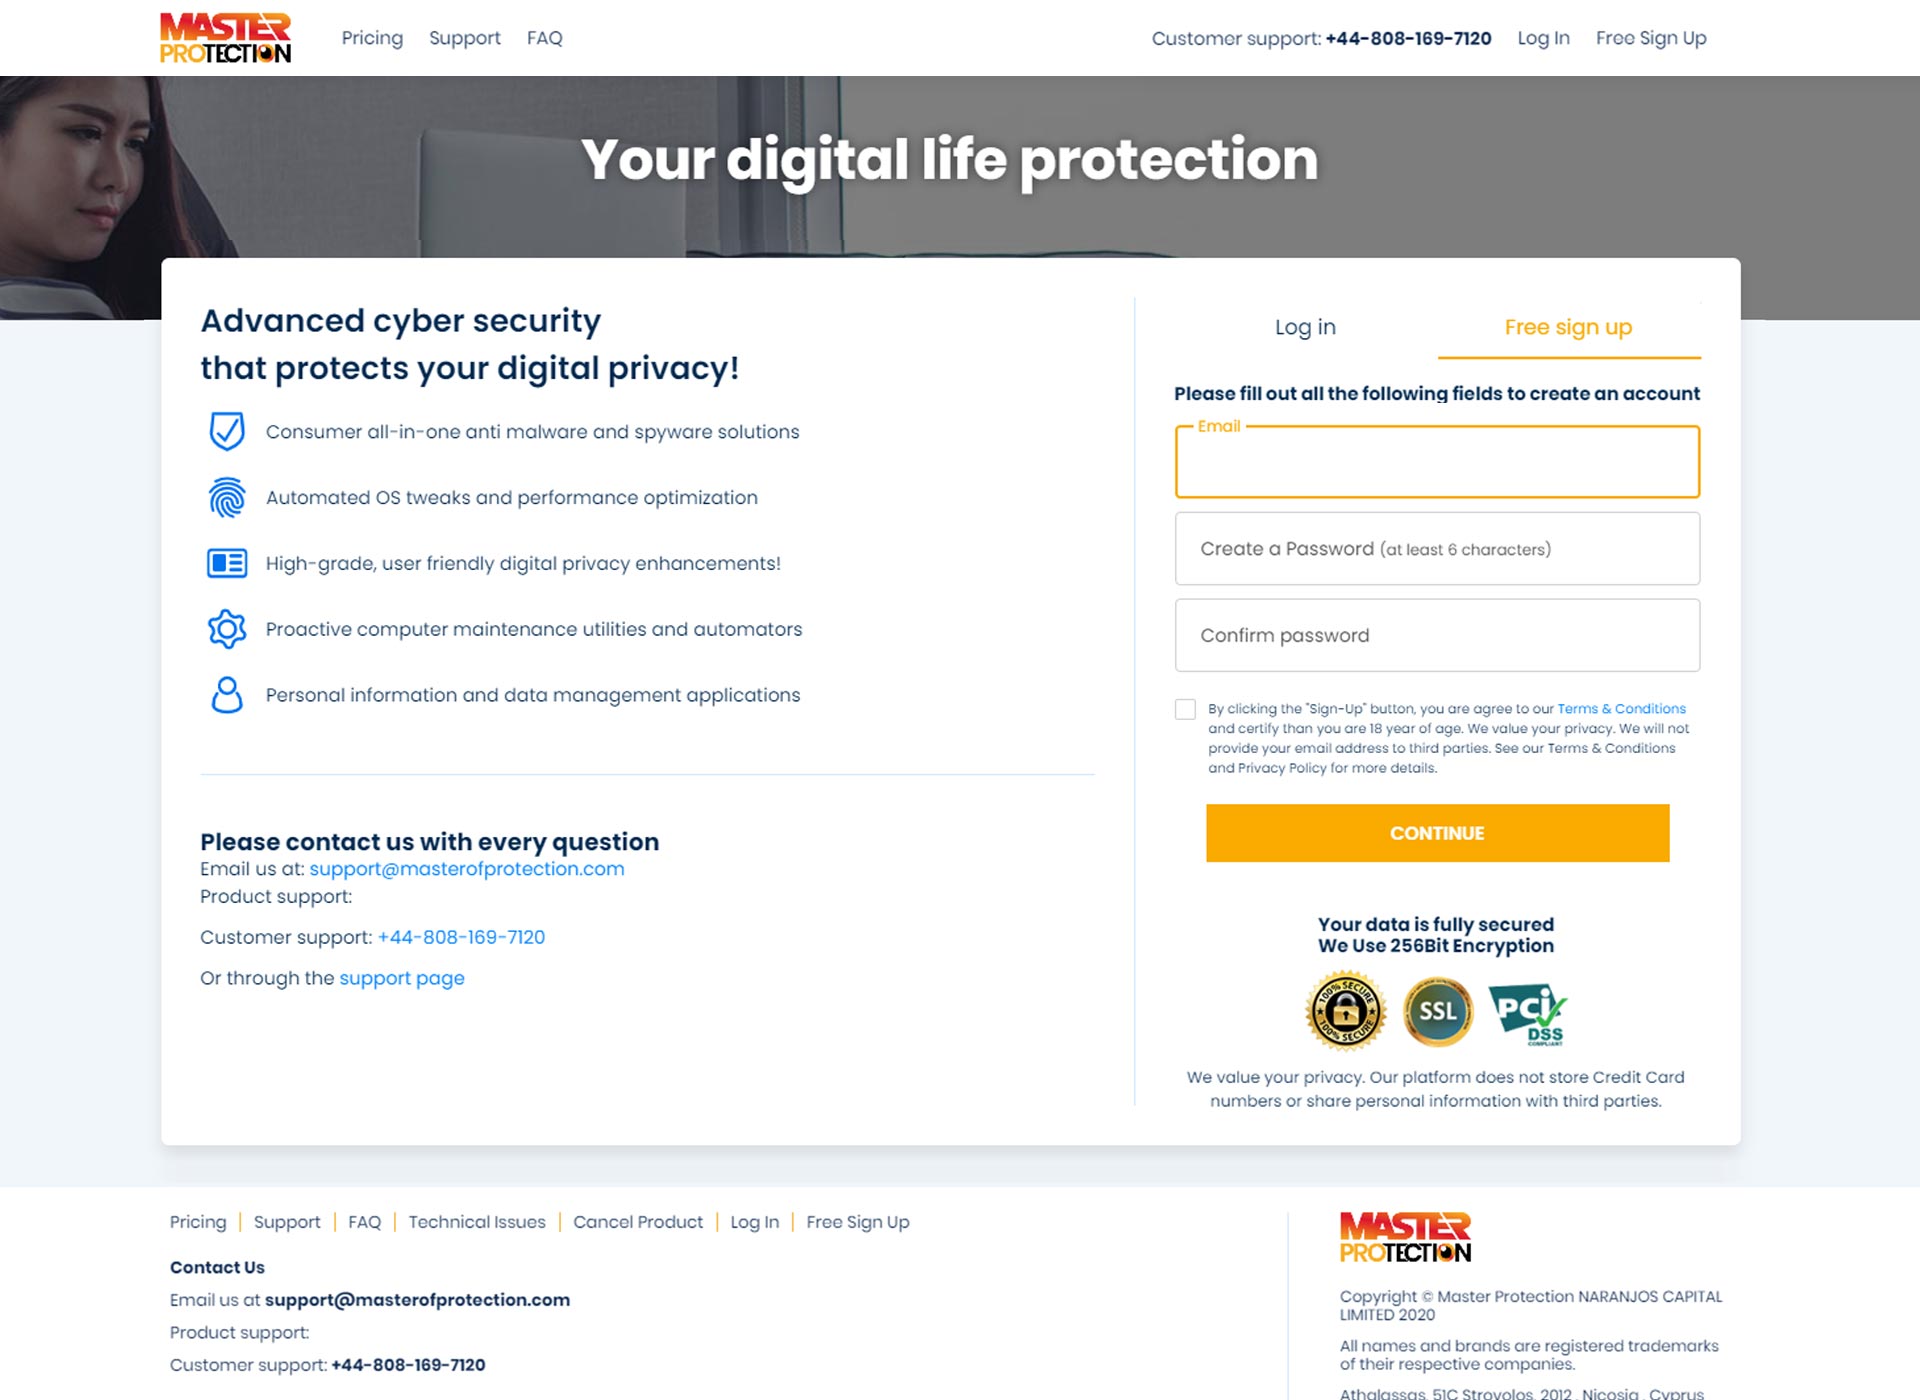 MASTER
PROTECTION
Pricing Support FAQ
Customer support: +44-808-169-7120 Log In Free Sign Up
Your digital life protection
Advanced cyber security
that protects your digital privacy!
Consumer all-in-one anti malware and spyware solutions
Automated OS tweaks and performance optimization
High-grade, user friendly digital privacy enhancements!
Proactive computer maintenance utilities and automators
Personal information and data management applications
Please contact us with every question
Email us at: support@masterofprotection.com
Product support:
Customer support: +44-808-169-7120
Or through the support page
Log in Free sign up
Please fill out all the following fields to create an account
Email
Create a Password (at least 6 characters)
Confirm password
By clicking the "Sign-Up" button, you are agree to our Terms & Conditions
and certify than you are 18 year of age. We value your privacy. We will not
provide your email address to third parties. See our Terms & Conditions
and Privacy Policy for more details.
CONTINUE
Your data is fully secured
We Use 256Bit Encryption
100% SECURE
100% SECURE
SSL
PCi
DSS
COMPLIANT
We value your privacy. Our platform does not store Credit Card
numbers or share personal information with third parties.
Pricing | Support | FAQ | Technical Issues | Cancel Product | Log In | Free Sign Up
Contact Us
Email us at support@masterofprotection.com
Product support:
Customer support: +44-808-169-7120
MASTER
PROTECTION
Copyright © Master Protection NARANJOS CAPITAL
LIMITED 2020
All names and brands are registered trademarks
of their respective companies.
Athalassas, 51C Strovolos, 2012 , Nicosia , Cyprus